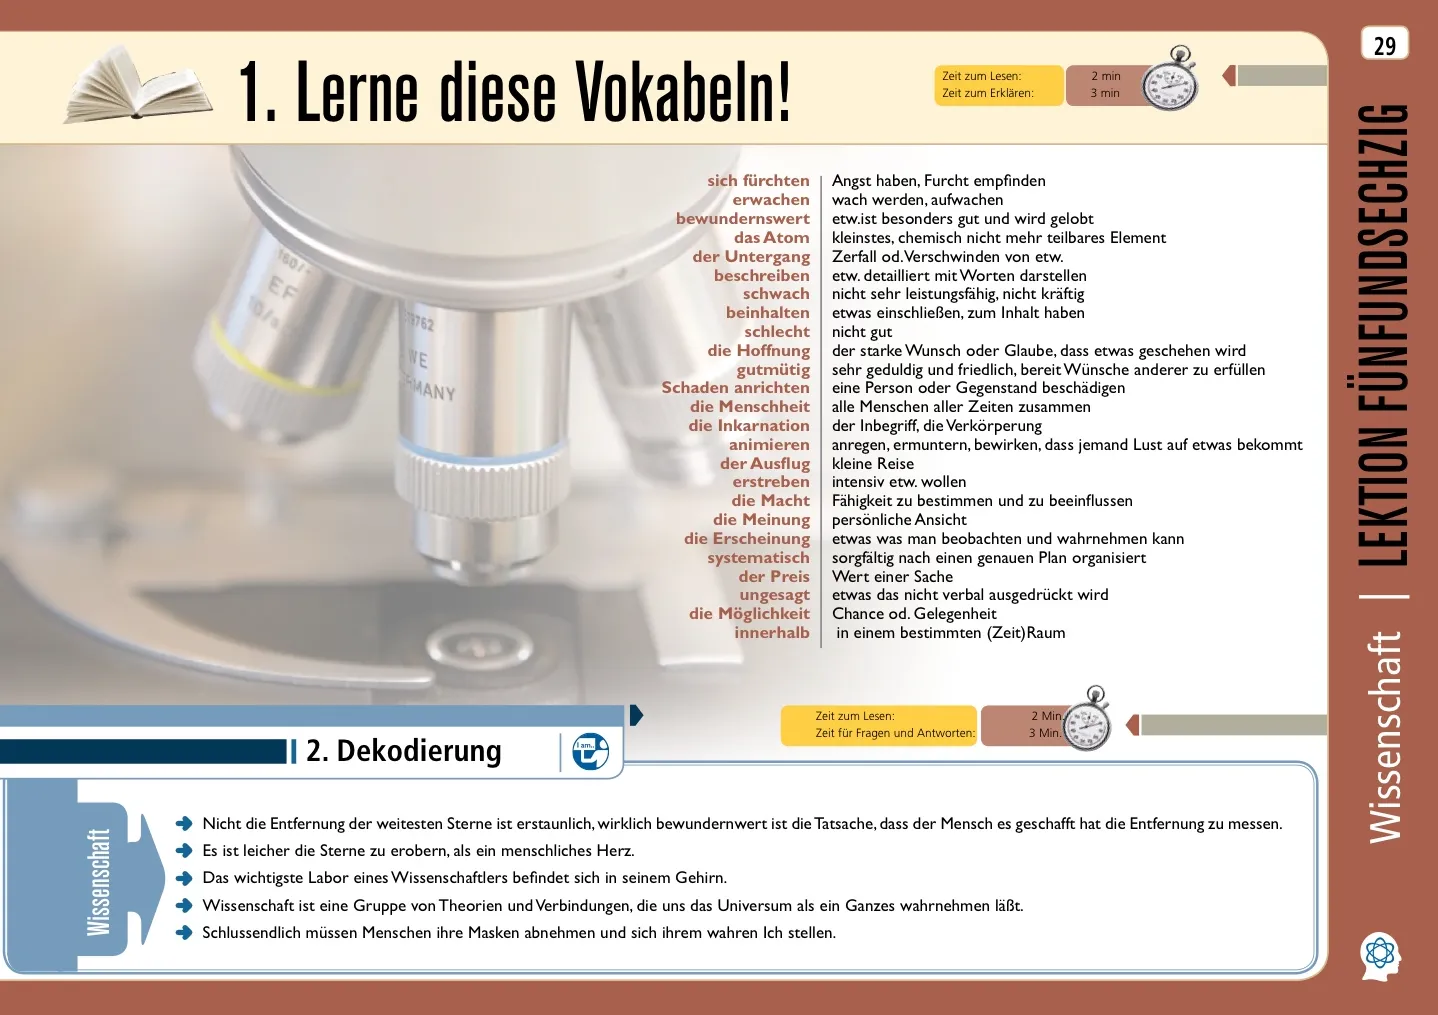 1. Lerne diese Vokabeln!
Zeit zum Lesen: 2 min
Zeit zum Erklären: 3 min
29
LEKTION FÜNFUNDSECHZIG
Wissenschaft
160/-
EF
10/
79762
WE
GERMANY
sich fürchten Angst haben, Furcht empfinden
erwachen wach werden, aufwachen
bewundernswert etw.ist besonders gut und wird gelobt
das Atom kleinstes, chemisch nicht mehr teilbares Element
der Untergang Zerfall od.Verschwinden von etw.
beschreiben etw. detailliert mit Worten darstellen
schwach nicht sehr leistungsfähig, nicht kräftig
beinhalten etwas einschließen, zum Inhalt haben
schlecht nicht gut
die Hoffnung der starke Wunsch oder Glaube, dass etwas geschehen wird
gutmütig sehr geduldig und friedlich, bereit Wünsche anderer zu erfüllen
Schaden anrichten eine Person oder Gegenstand beschädigen
die Menschheit alle Menschen aller Zeiten zusammen
die Inkarnation der Inbegriff, die Verkörperung
animieren anregen, ermuntern, bewirken, dass jemand Lust auf etwas bekommt
der Ausflug kleine Reise
erstreben intensiv etw. wollen
die Macht Fähigkeit zu bestimmen und zu beeinflussen
die Meinung persönliche Ansicht
die Erscheinung etwas was man beobachten und wahrnehmen kann
systematisch sorgfältig nach einen genauen Plan organisiert
der Preis Wert einer Sache
ungesagt etwas das nicht verbal ausgedrückt wird
die Möglichkeit Chance od. Gelegenheit
innerhalb in einem bestimmten (Zeit)Raum
Zeit zum Lesen: 2 Min.
Zeit für Fragen und Antworten: 3 Min.
2. Dekodierung
I am..
Wissenschaft
Nicht die Entfernung der weitesten Sterne ist erstaunlich, wirklich bewundernwert ist die Tatsache, dass der Mensch es geschafft hat die Entfernung zu messen.
Es ist leicher die Sterne zu erobern, als ein menschliches Herz.
Das wichtigste Labor eines Wissenschaftlers befindet sich in seinem Gehirn.
Wissenschaft ist eine Gruppe von Theorien und Verbindungen, die uns das Universum als ein Ganzes wahrnehmen läßt.
Schlussendlich müssen Menschen ihre Masken abnehmen und sich ihrem wahren Ich stellen.